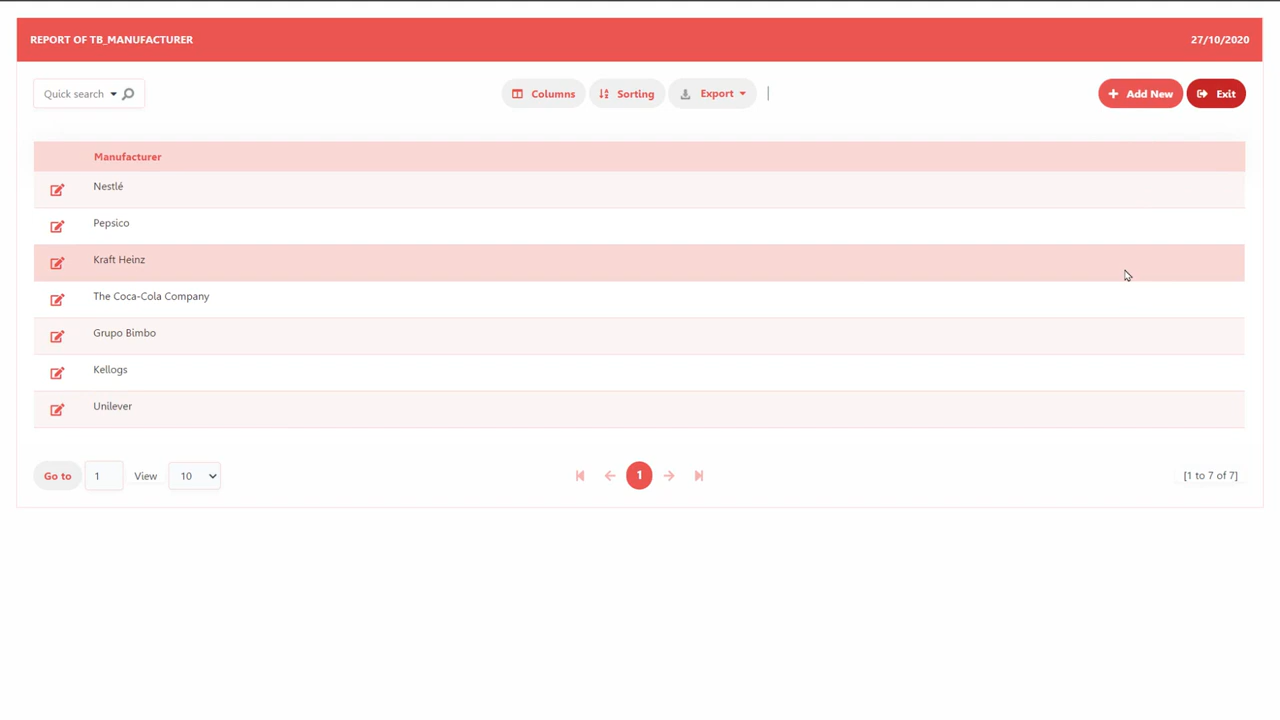 REPORT OF TB_MANUFACTURER 27/10/2020
Quick search Columns Sorting Export Add New Exit
Manufacturer
Nestlé
Pepsico
Kraft Heinz
The Coca-Cola Company
Grupo Bimbo
Kellogs
Unilever
Go to 1 View 10 1 [1 to 7 of 7]